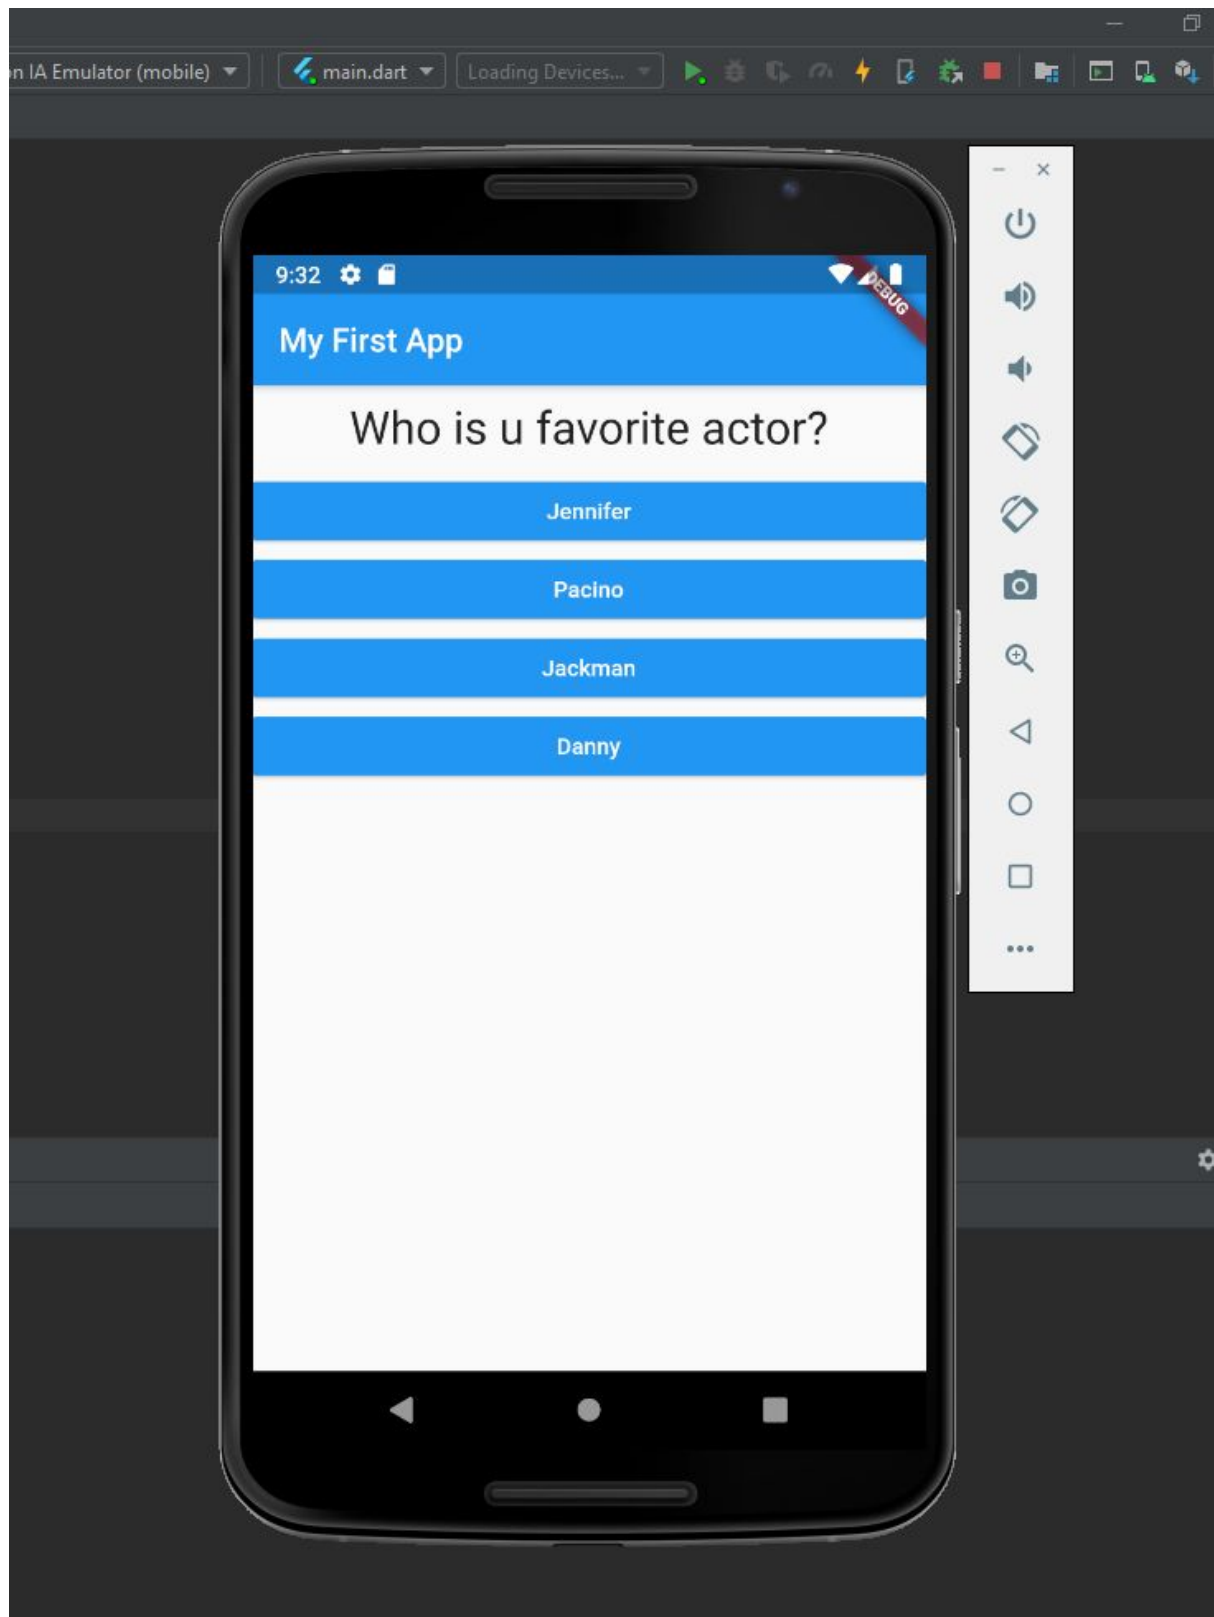 on IA Emulator (mobile) main.dart Loading Devices...
9:32
DEBUG
My First App
Who is u favorite actor?
Jennifer
Pacino
Jackman
Danny